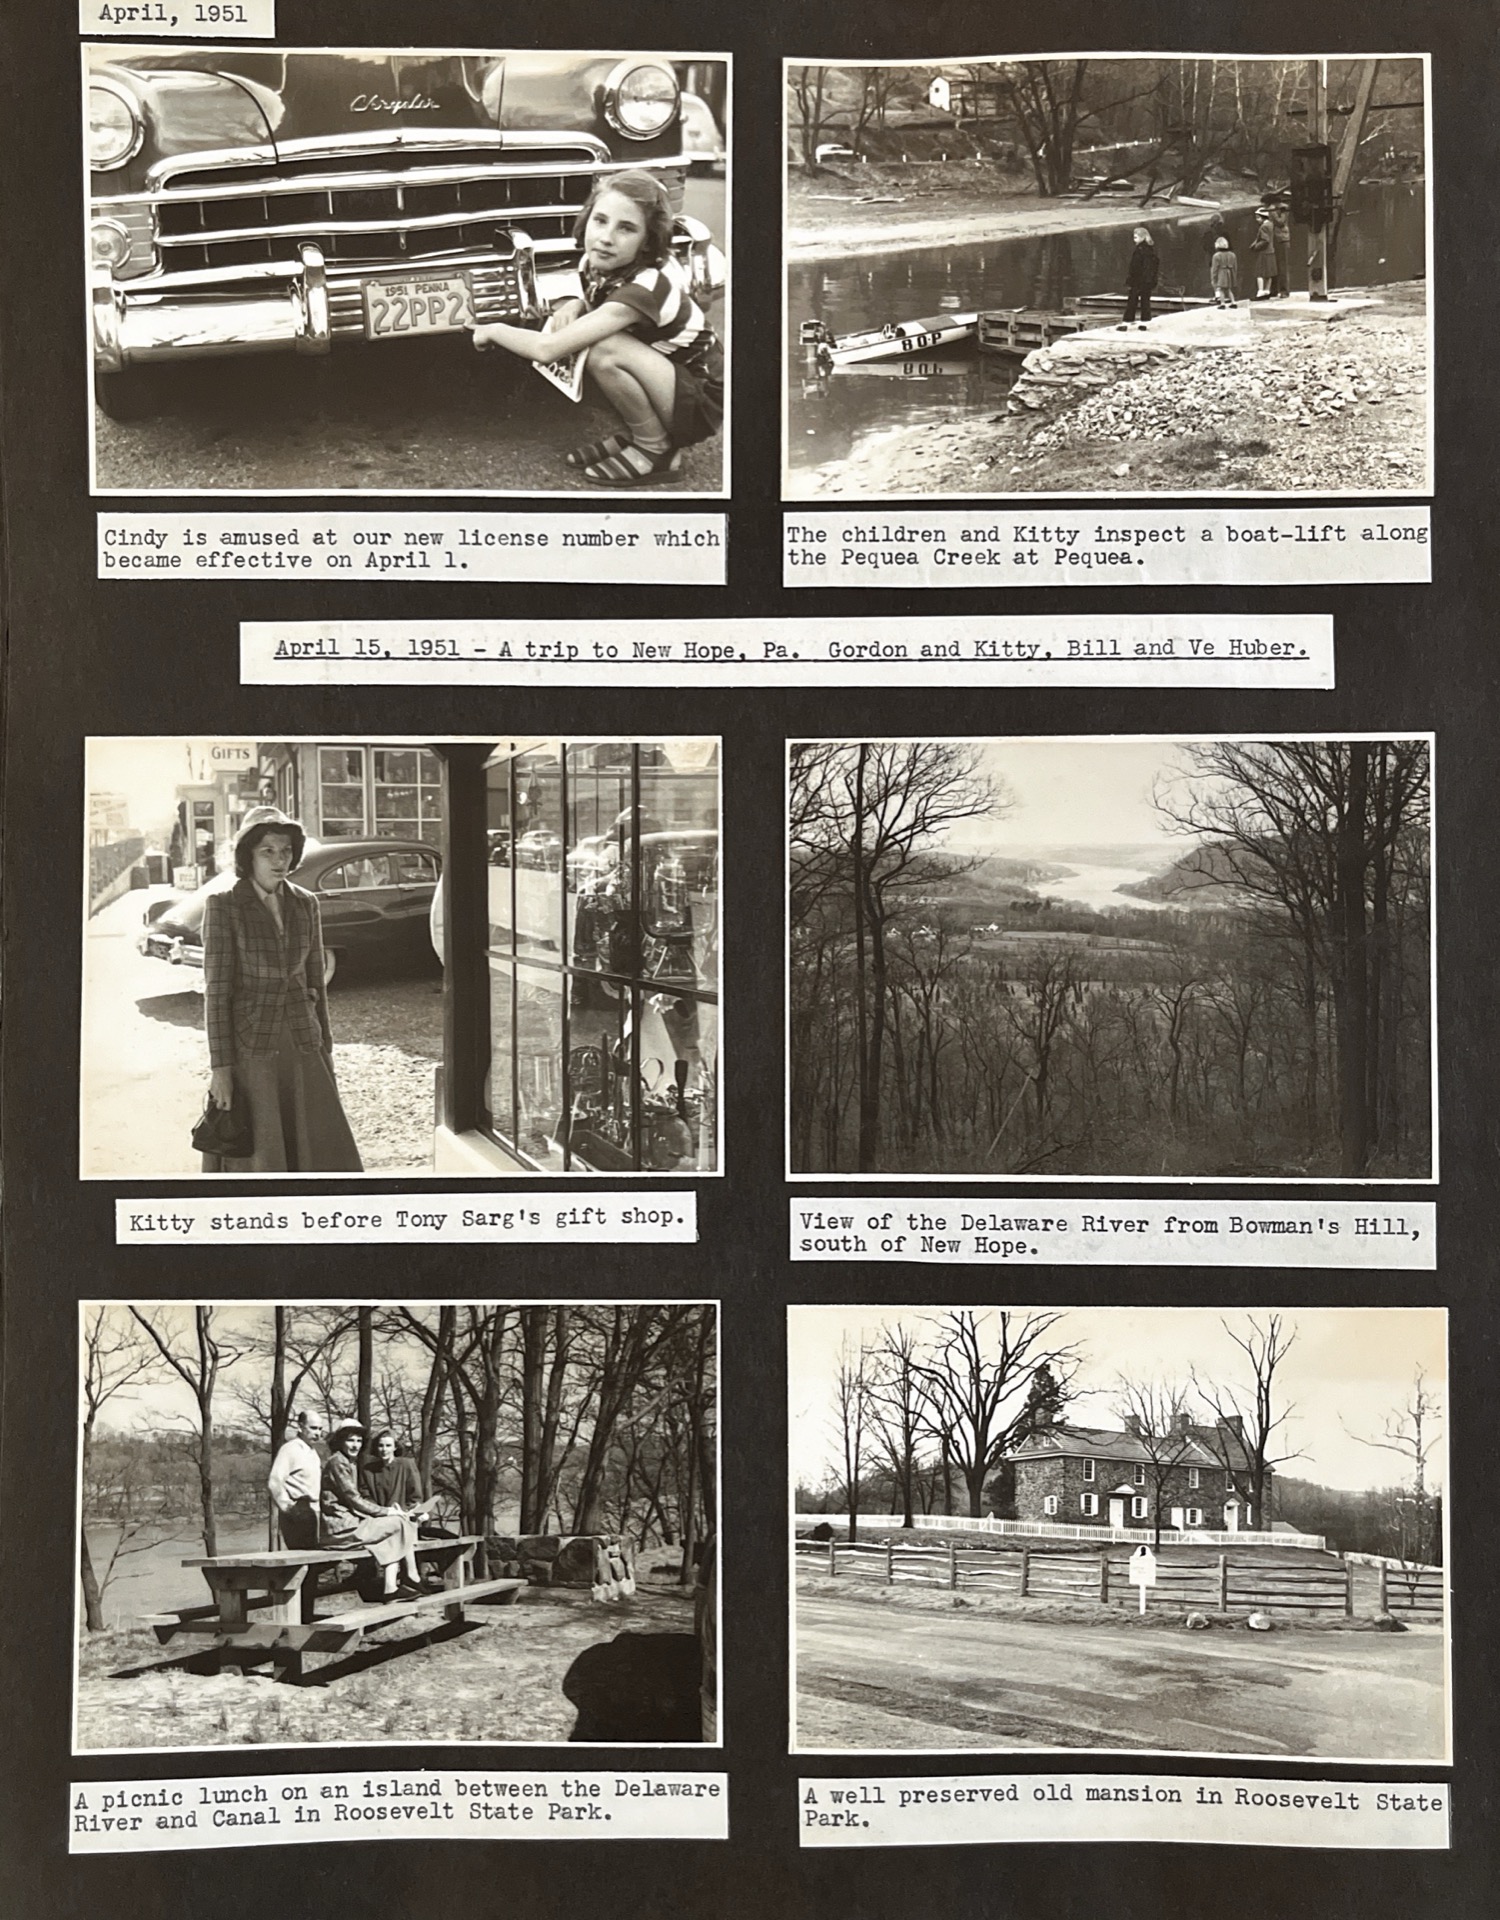 April, 1951
Chrysler
1951 PENNA
22PP2
BOP
Cindy is amused at our new license number which
became effective on April 1.
The children and Kitty inspect a boat-lift along
the Pequea Creek at Pequea.
April 15, 1951 - A trip to New Hope, Pa. Gordon and Kitty, Bill and Ve Huber.
GIFTS
Kitty stands before Tony Sarg's gift shop.
View of the Delaware River from Bowman's Hill,
south of New Hope.
A picnic lunch on an island between the Delaware
River and Canal in Roosevelt State Park.
A well preserved old mansion in Roosevelt State
Park.